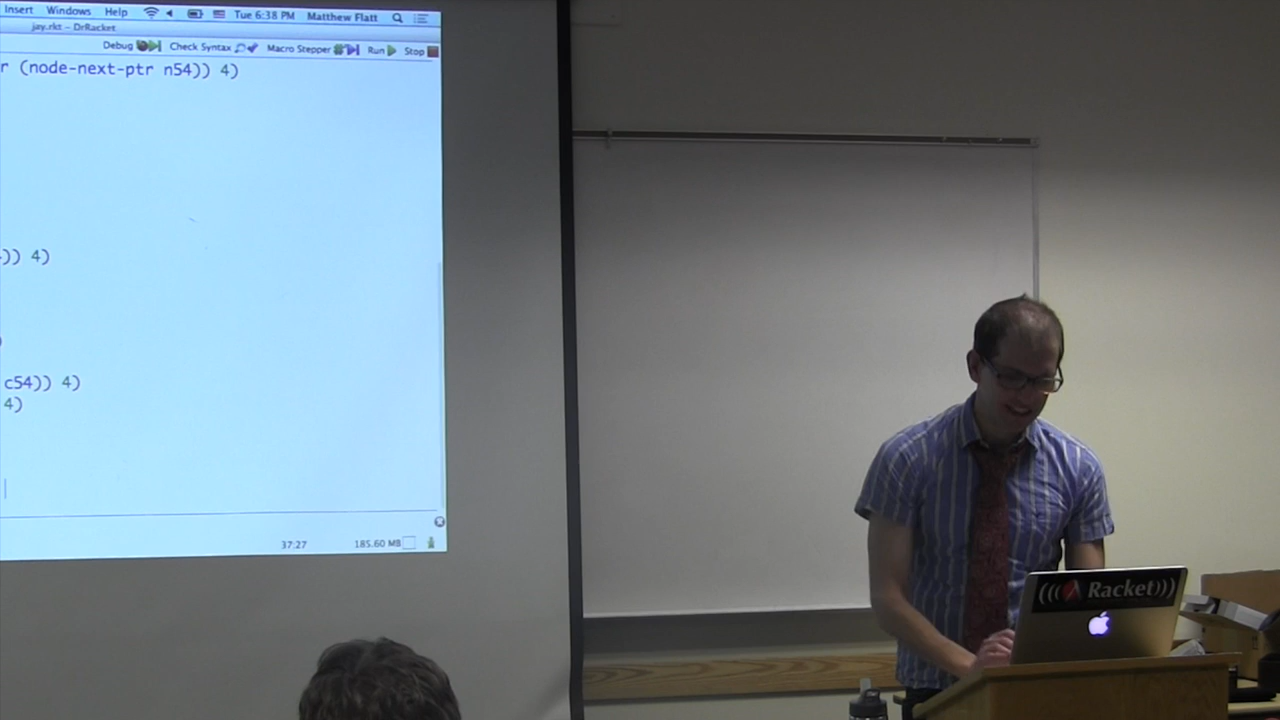 Insert Windows Help Tue 6:38 PM Matthew Flatt
jay.rkt - DrRacket
Debug Check Syntax Macro Stepper Run Stop
r (node-next-ptr n54)) 4)
)) 4)
)
c54)) 4)
4)
37:27 185.60 MB
(((Racket)))